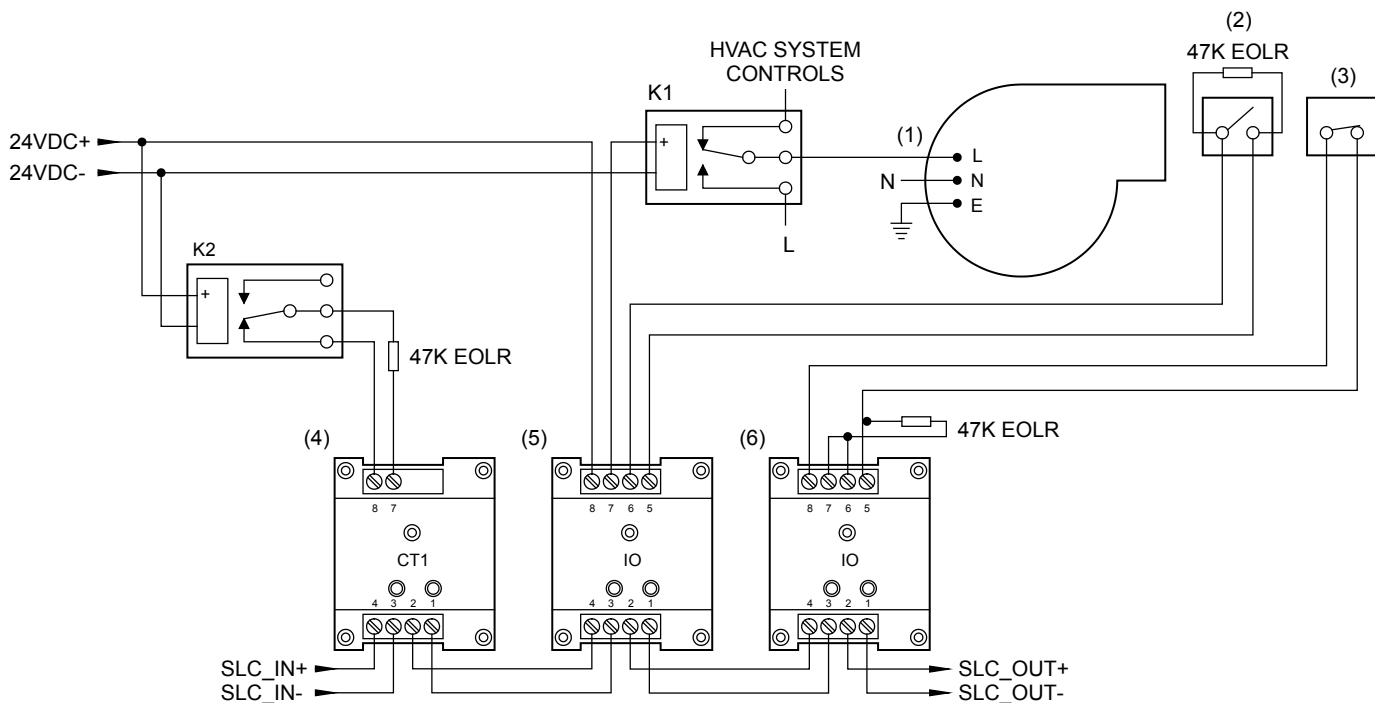 (2)
HVAC SYSTEM
CONTROLS
47K EOLR
(3)
K1
24VDC+
+
(1)
L
24VDC-
N
N
E
L
K2
+
47K EOLR
(4)
(5)
(6)
47K EOLR
8 7
8 7 6 5
8 7 6 5
CT1
IO
IO
4 3 2 1
4 3 2 1
4 3 2 1
SLC_IN+
SLC_OUT+
SLC_IN-
SLC_OUT-